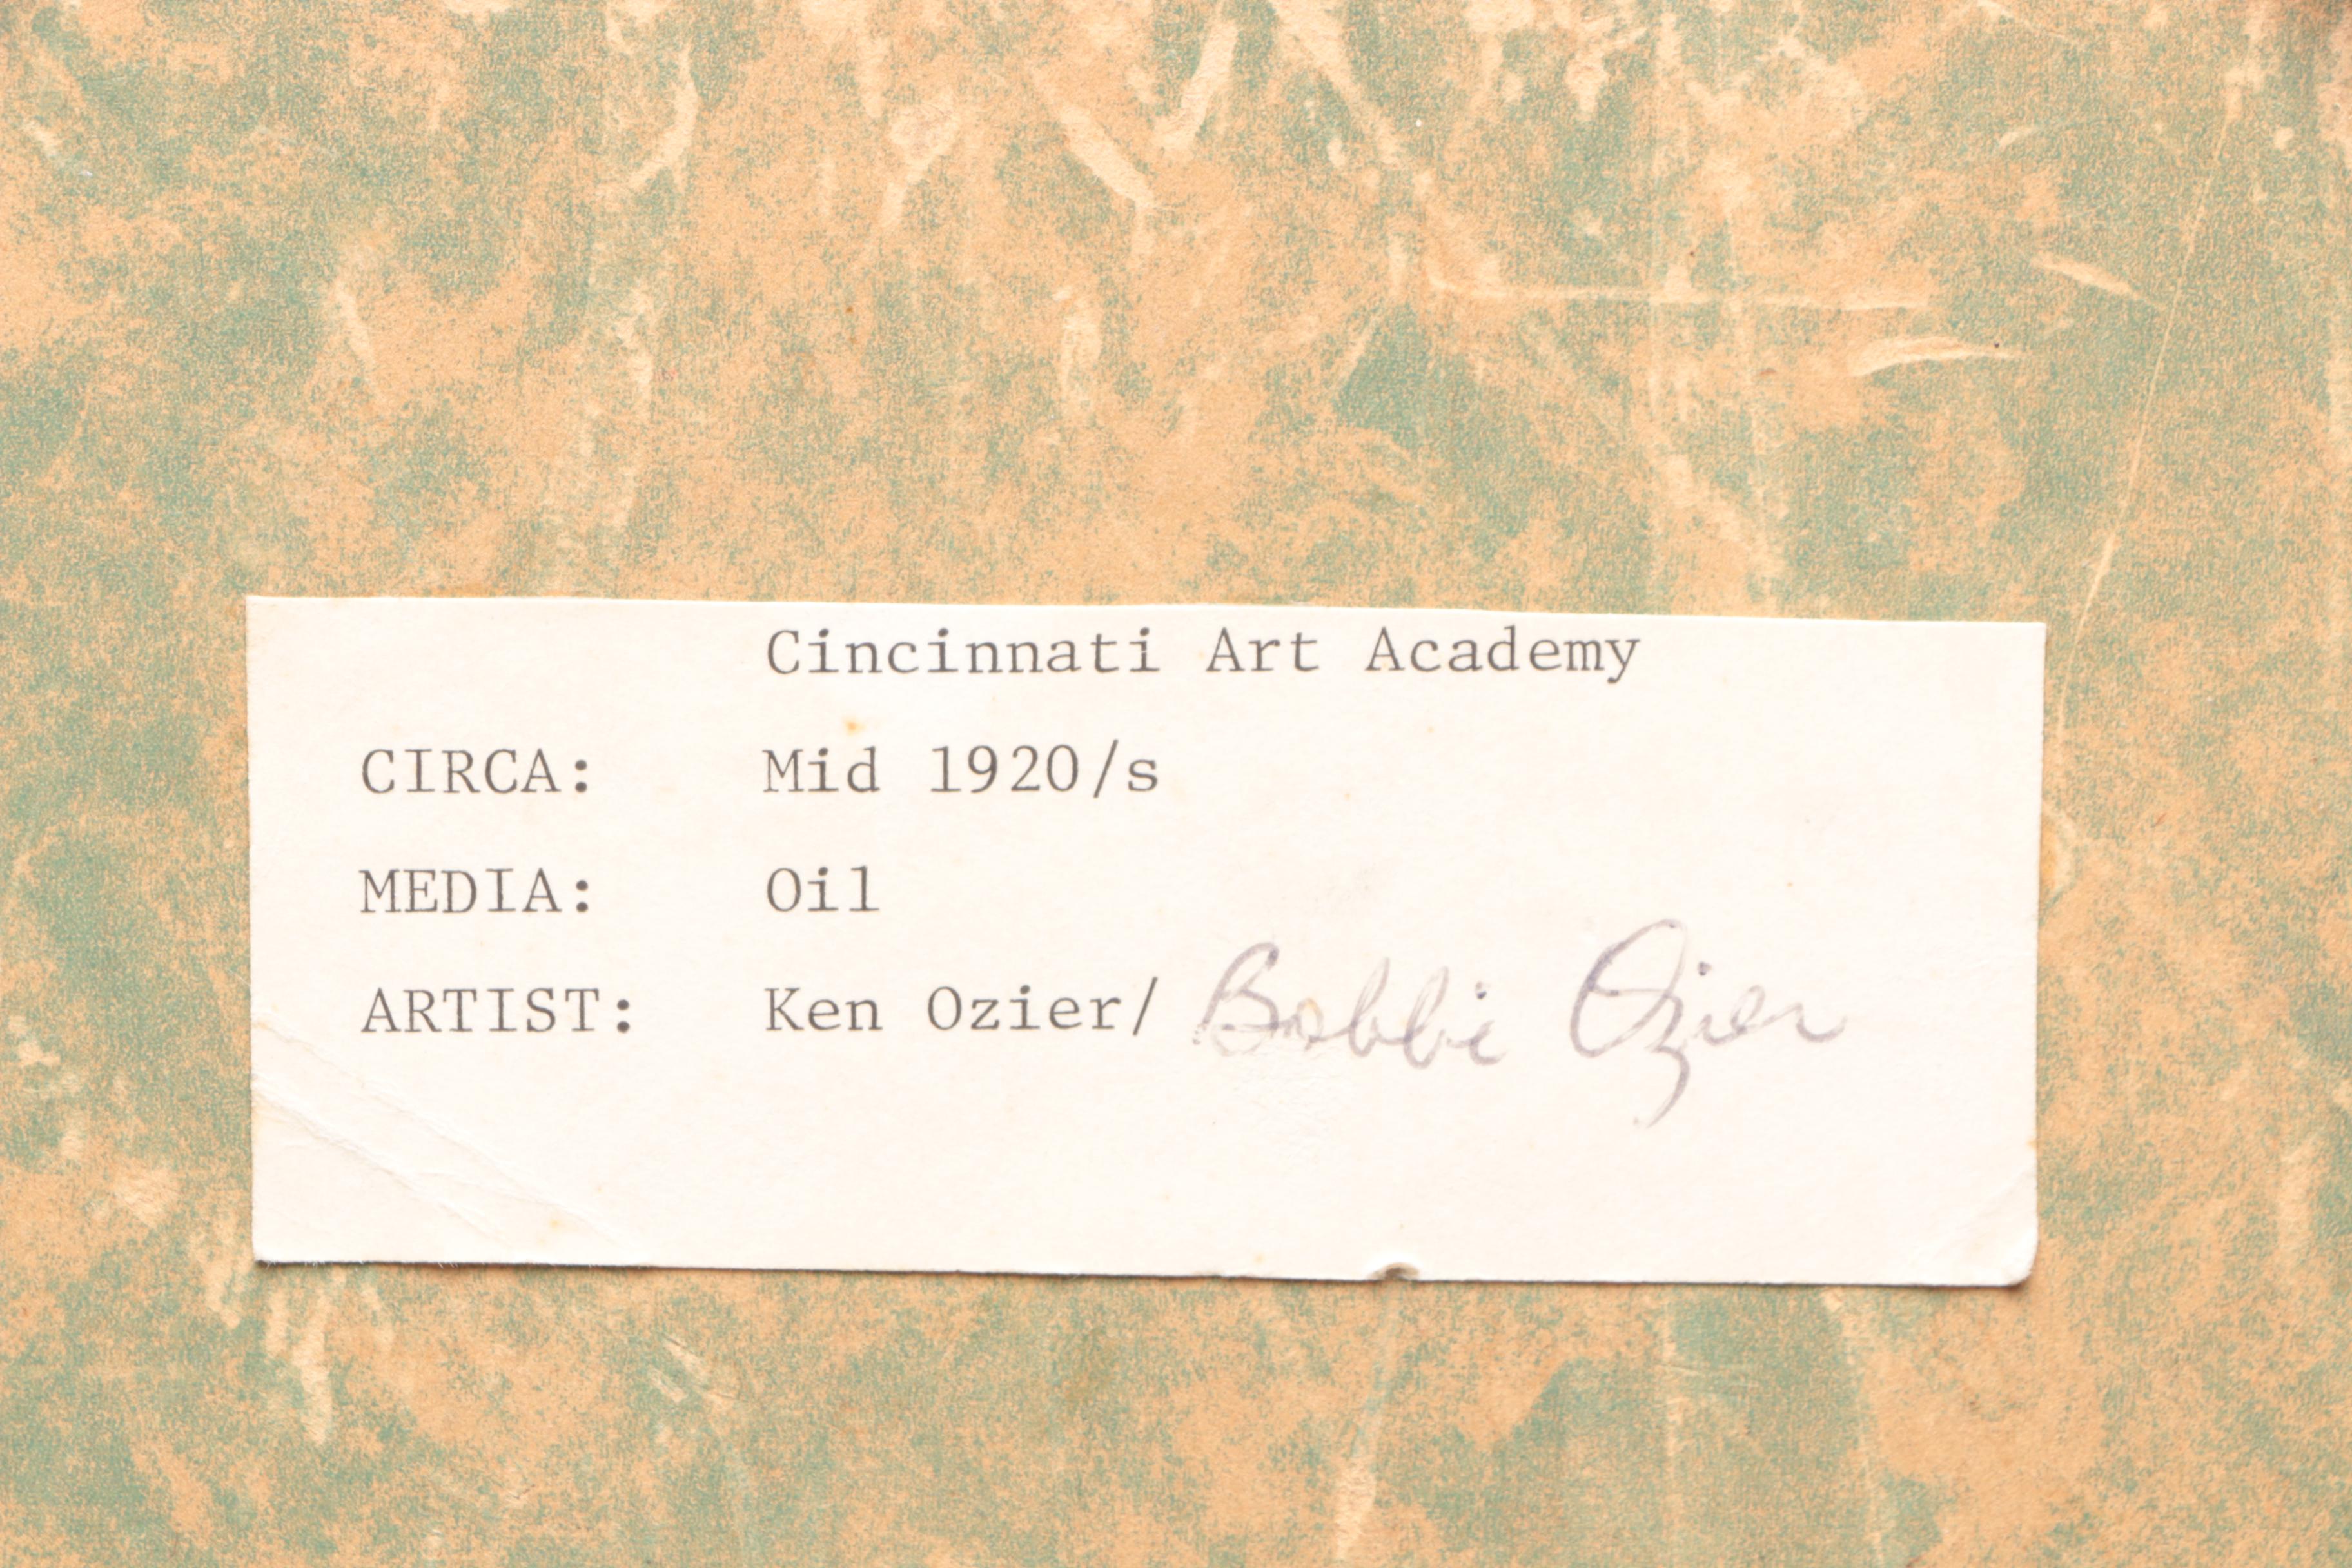 Cincinnati Art Academy
CIRCA: Mid 1920/s
MEDIA: Oil
ARTIST: Ken Ozier/ Bobbi Ozier